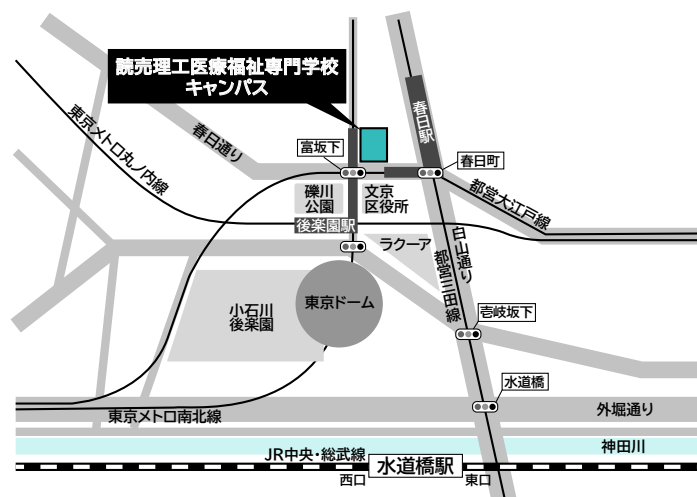 読売理工医療福祉専門学校
キャンパス
東京メトロ丸ノ内線
春日通り
春日駅
富坂下
春日町
礫川
公園
文京
区役所
都営大江戸線
後楽園駅
ラクーア
白山通り
都営三田線
小石川
後楽園
東京ドーム
壱岐坂下
水道橋
東京メトロ南北線
外堀通り
神田川
JR中央・総武線
水道橋駅
西口
東口